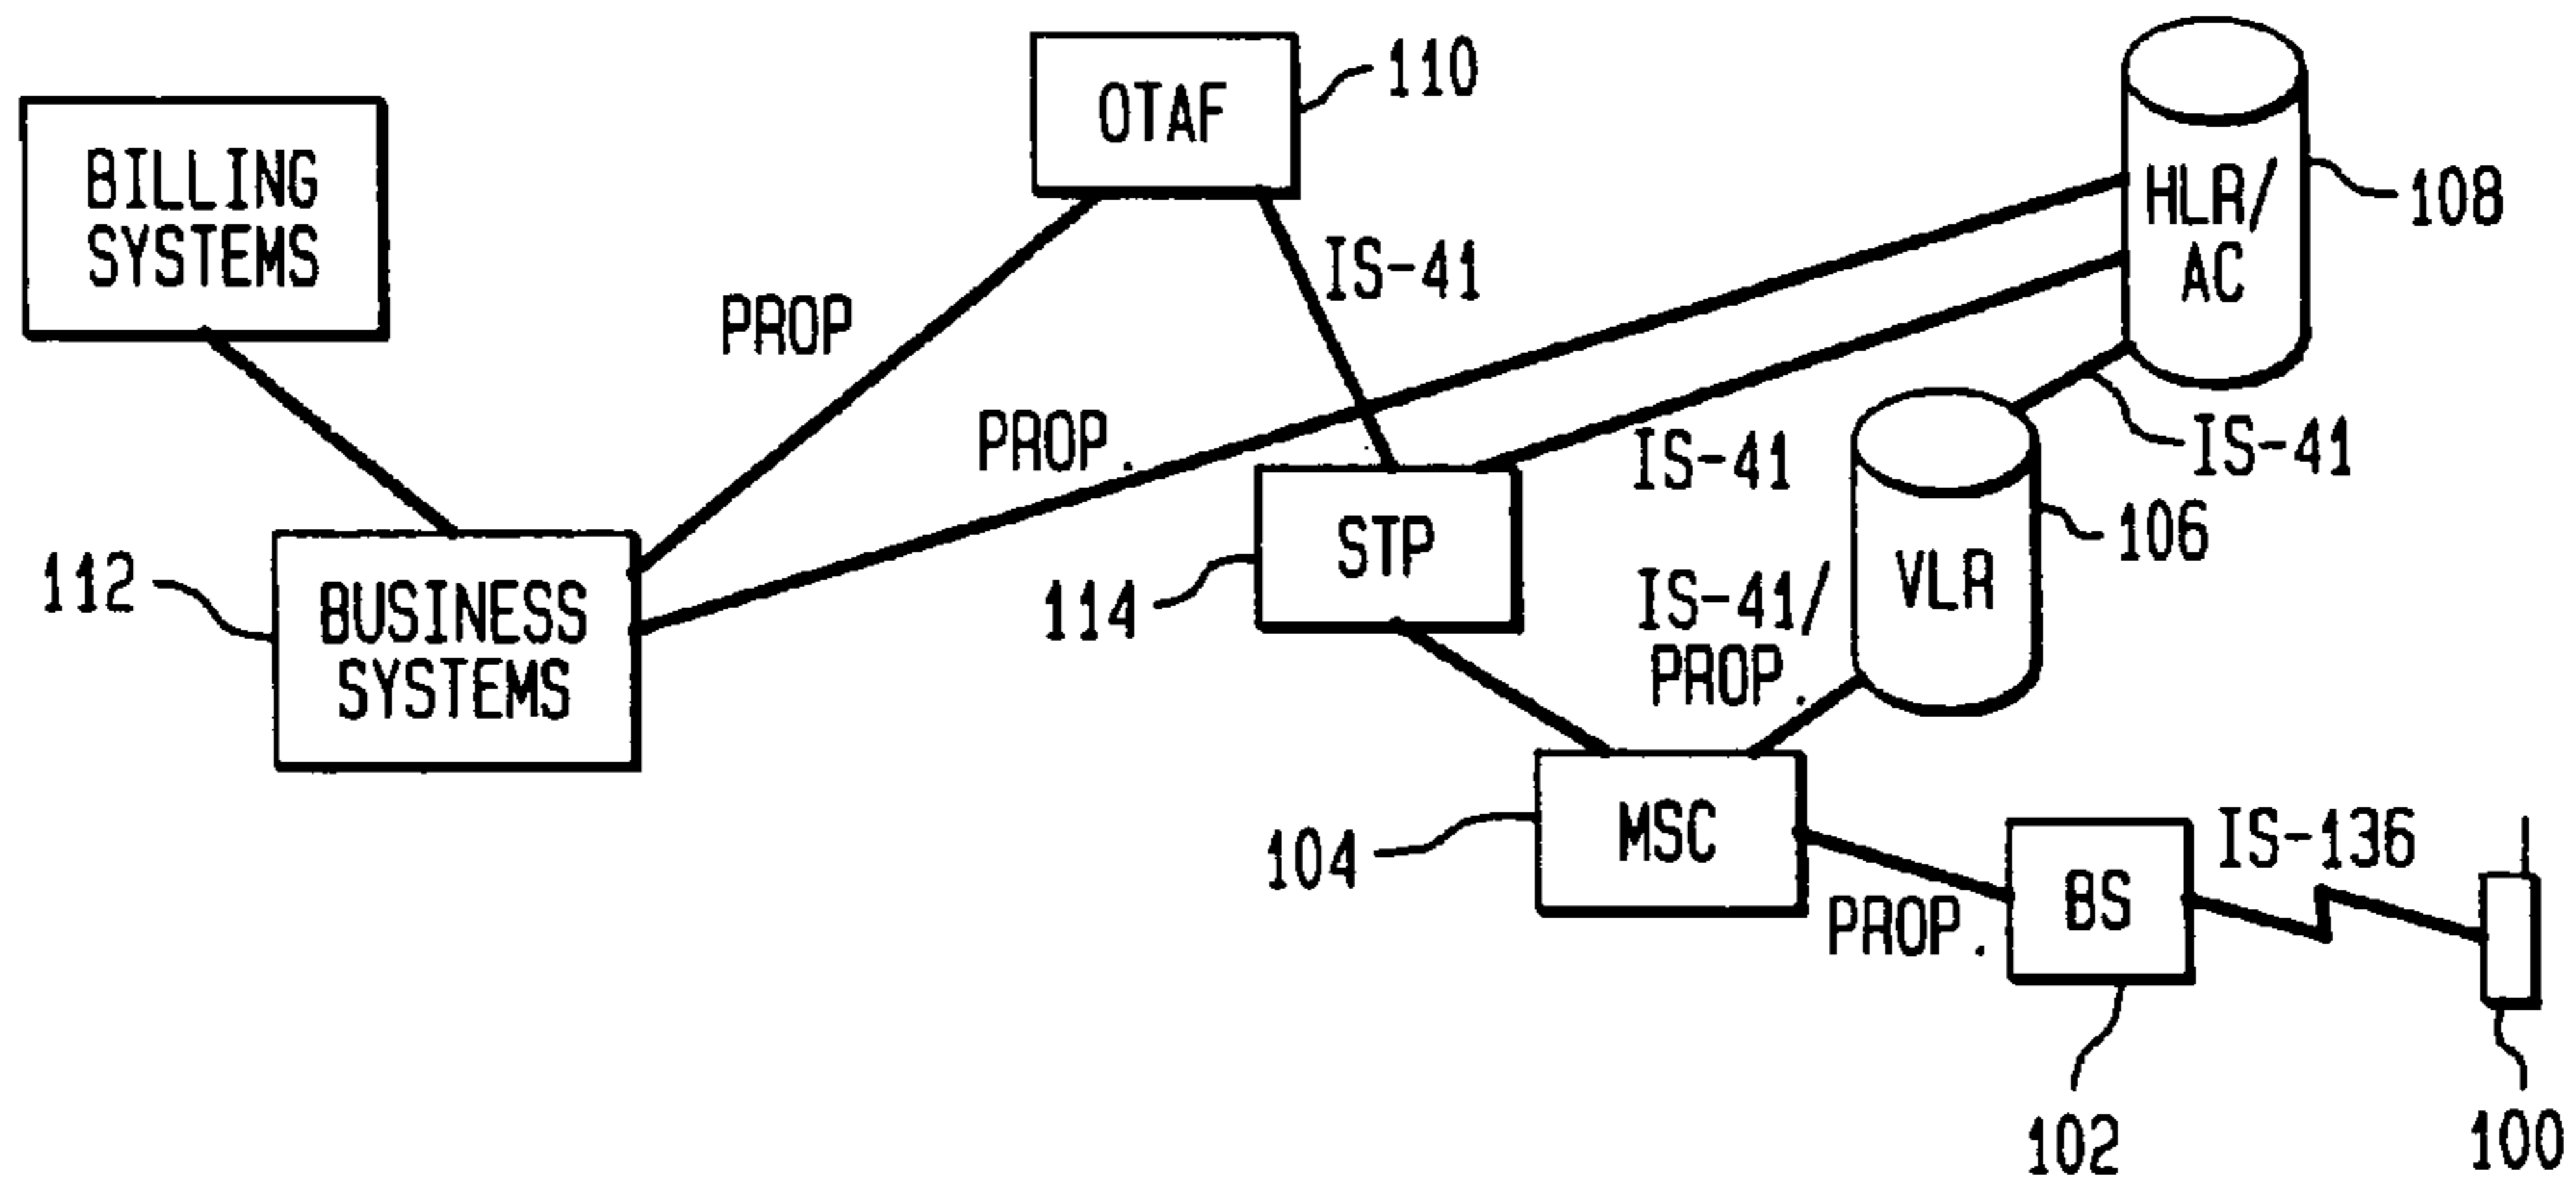 OTAF
110
BILLING
SYSTEMS
HLR/
AC
108
PROP
IS-41
PROP.
IS-41
IS-41
112
BUSINESS
SYSTEMS
STP
114
IS-41/
PROP.
VLR
106
104
MSC
PROP.
BS
IS-136
102
100